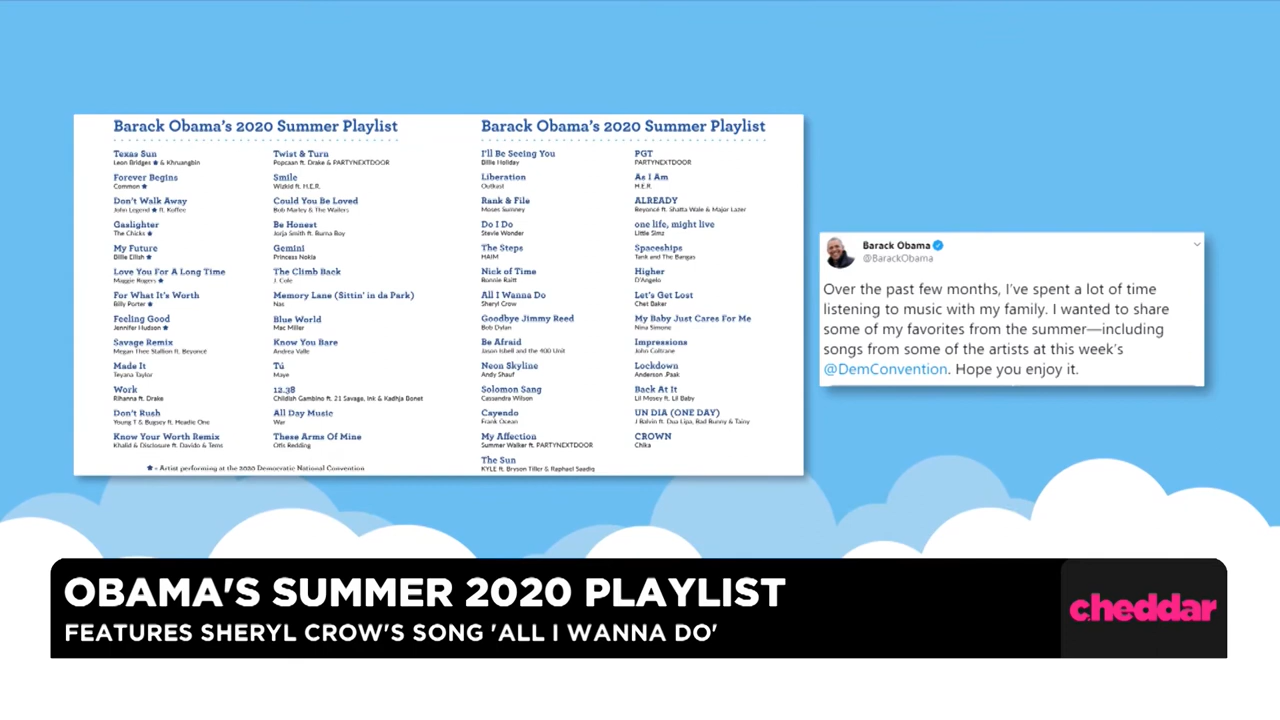 Barack Obama's 2020 Summer Playlist
Texas Sun
Leon Bridges ★ & Khruangbin
Forever Begins
Common ★
Don't Walk Away
John Legend ★ ft. Koffee
Gaslighter
The Chicks ★
My Future
Billie Eilish ★
Love You For A Long Time
Maggie Rogers ★
For What It's Worth
Billy Porter ★
Feeling Good
Jennifer Hudson ★
Savage Remix
Megan Thee Stallion ft. Beyoncé
Made It
Teyana Taylor
Work
Rihanna ft. Drake
Don't Rush
Young T & Bugsey ft. Headie One
Know Your Worth Remix
Khalid & Disclosure ft. Davido & Tems
Twist & Turn
Popcaan ft. Drake & PARTYNEXTDOOR
Smile
Wizkid ft. H.E.R.
Could You Be Loved
Bob Marley & The Wailers
Be Honest
Jorja Smith ft. Burna Boy
Gemini
Princess Nokia
The Climb Back
J. Cole
Memory Lane (Sittin' in da Park)
Nas
Blue World
Mac Miller
Know You Bare
Andrea Valle
Tú
Maye
12.38
Childish Gambino ft. 21 Savage, Ink & Kadhja Bonet
All Day Music
War
These Arms Of Mine
Otis Redding
★ = Artist performing at the 2020 Democratic National Convention
Barack Obama's 2020 Summer Playlist
I'll Be Seeing You
Billie Holiday
Liberation
Outkast
Rank & File
Moses Sumney
Do I Do
Stevie Wonder
The Steps
HAIM
Nick of Time
Bonnie Raitt
All I Wanna Do
Sheryl Crow
Goodbye Jimmy Reed
Bob Dylan
Be Afraid
Jason Isbell and the 400 Unit
Neon Skyline
Andy Shauf
Solomon Sang
Cassandra Wilson
Cayendo
Frank Ocean
My Affection
Summer Walker ft. PARTYNEXTDOOR
The Sun
KYLE ft. Bryson Tiller & Raphael Saadiq
PGT
PARTYNEXTDOOR
As I Am
H.E.R.
ALREADY
Beyoncé ft. Shatta Wale & Major Lazer
one life, might live
Little Simz
Spaceships
Tank and The Bangas
Higher
D'Angelo
Let's Get Lost
Chet Baker
My Baby Just Cares For Me
Nina Simone
Impressions
John Coltrane
Lockdown
Anderson .Paak
Back At It
Lil Mosey ft. Lil Baby
UN DIA (ONE DAY)
J Balvin ft. Dua Lipa, Bad Bunny & Tainy
CROWN
Chika
Barack Obama
@BarackObama
Over the past few months, I've spent a lot of time
listening to music with my family. I wanted to share
some of my favorites from the summer—including
songs from some of the artists at this week's
@DemConvention. Hope you enjoy it.
OBAMA'S SUMMER 2020 PLAYLIST
FEATURES SHERYL CROW'S SONG 'ALL I WANNA DO'
cheddar